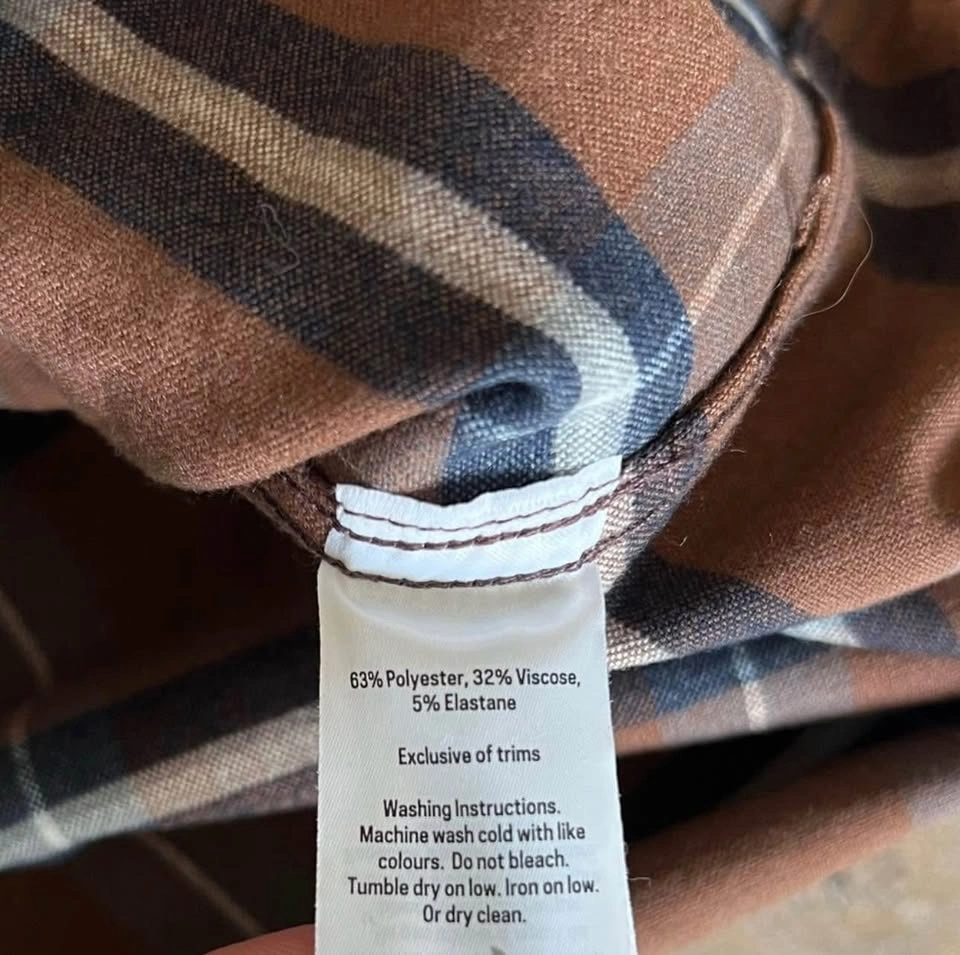 63% Polyester, 32% Viscose,
5% Elastane
Exclusive of trims
Washing Instructions.
Machine wash cold with like
colours. Do not bleach.
Tumble dry on low. Iron on low.
Or dry clean.